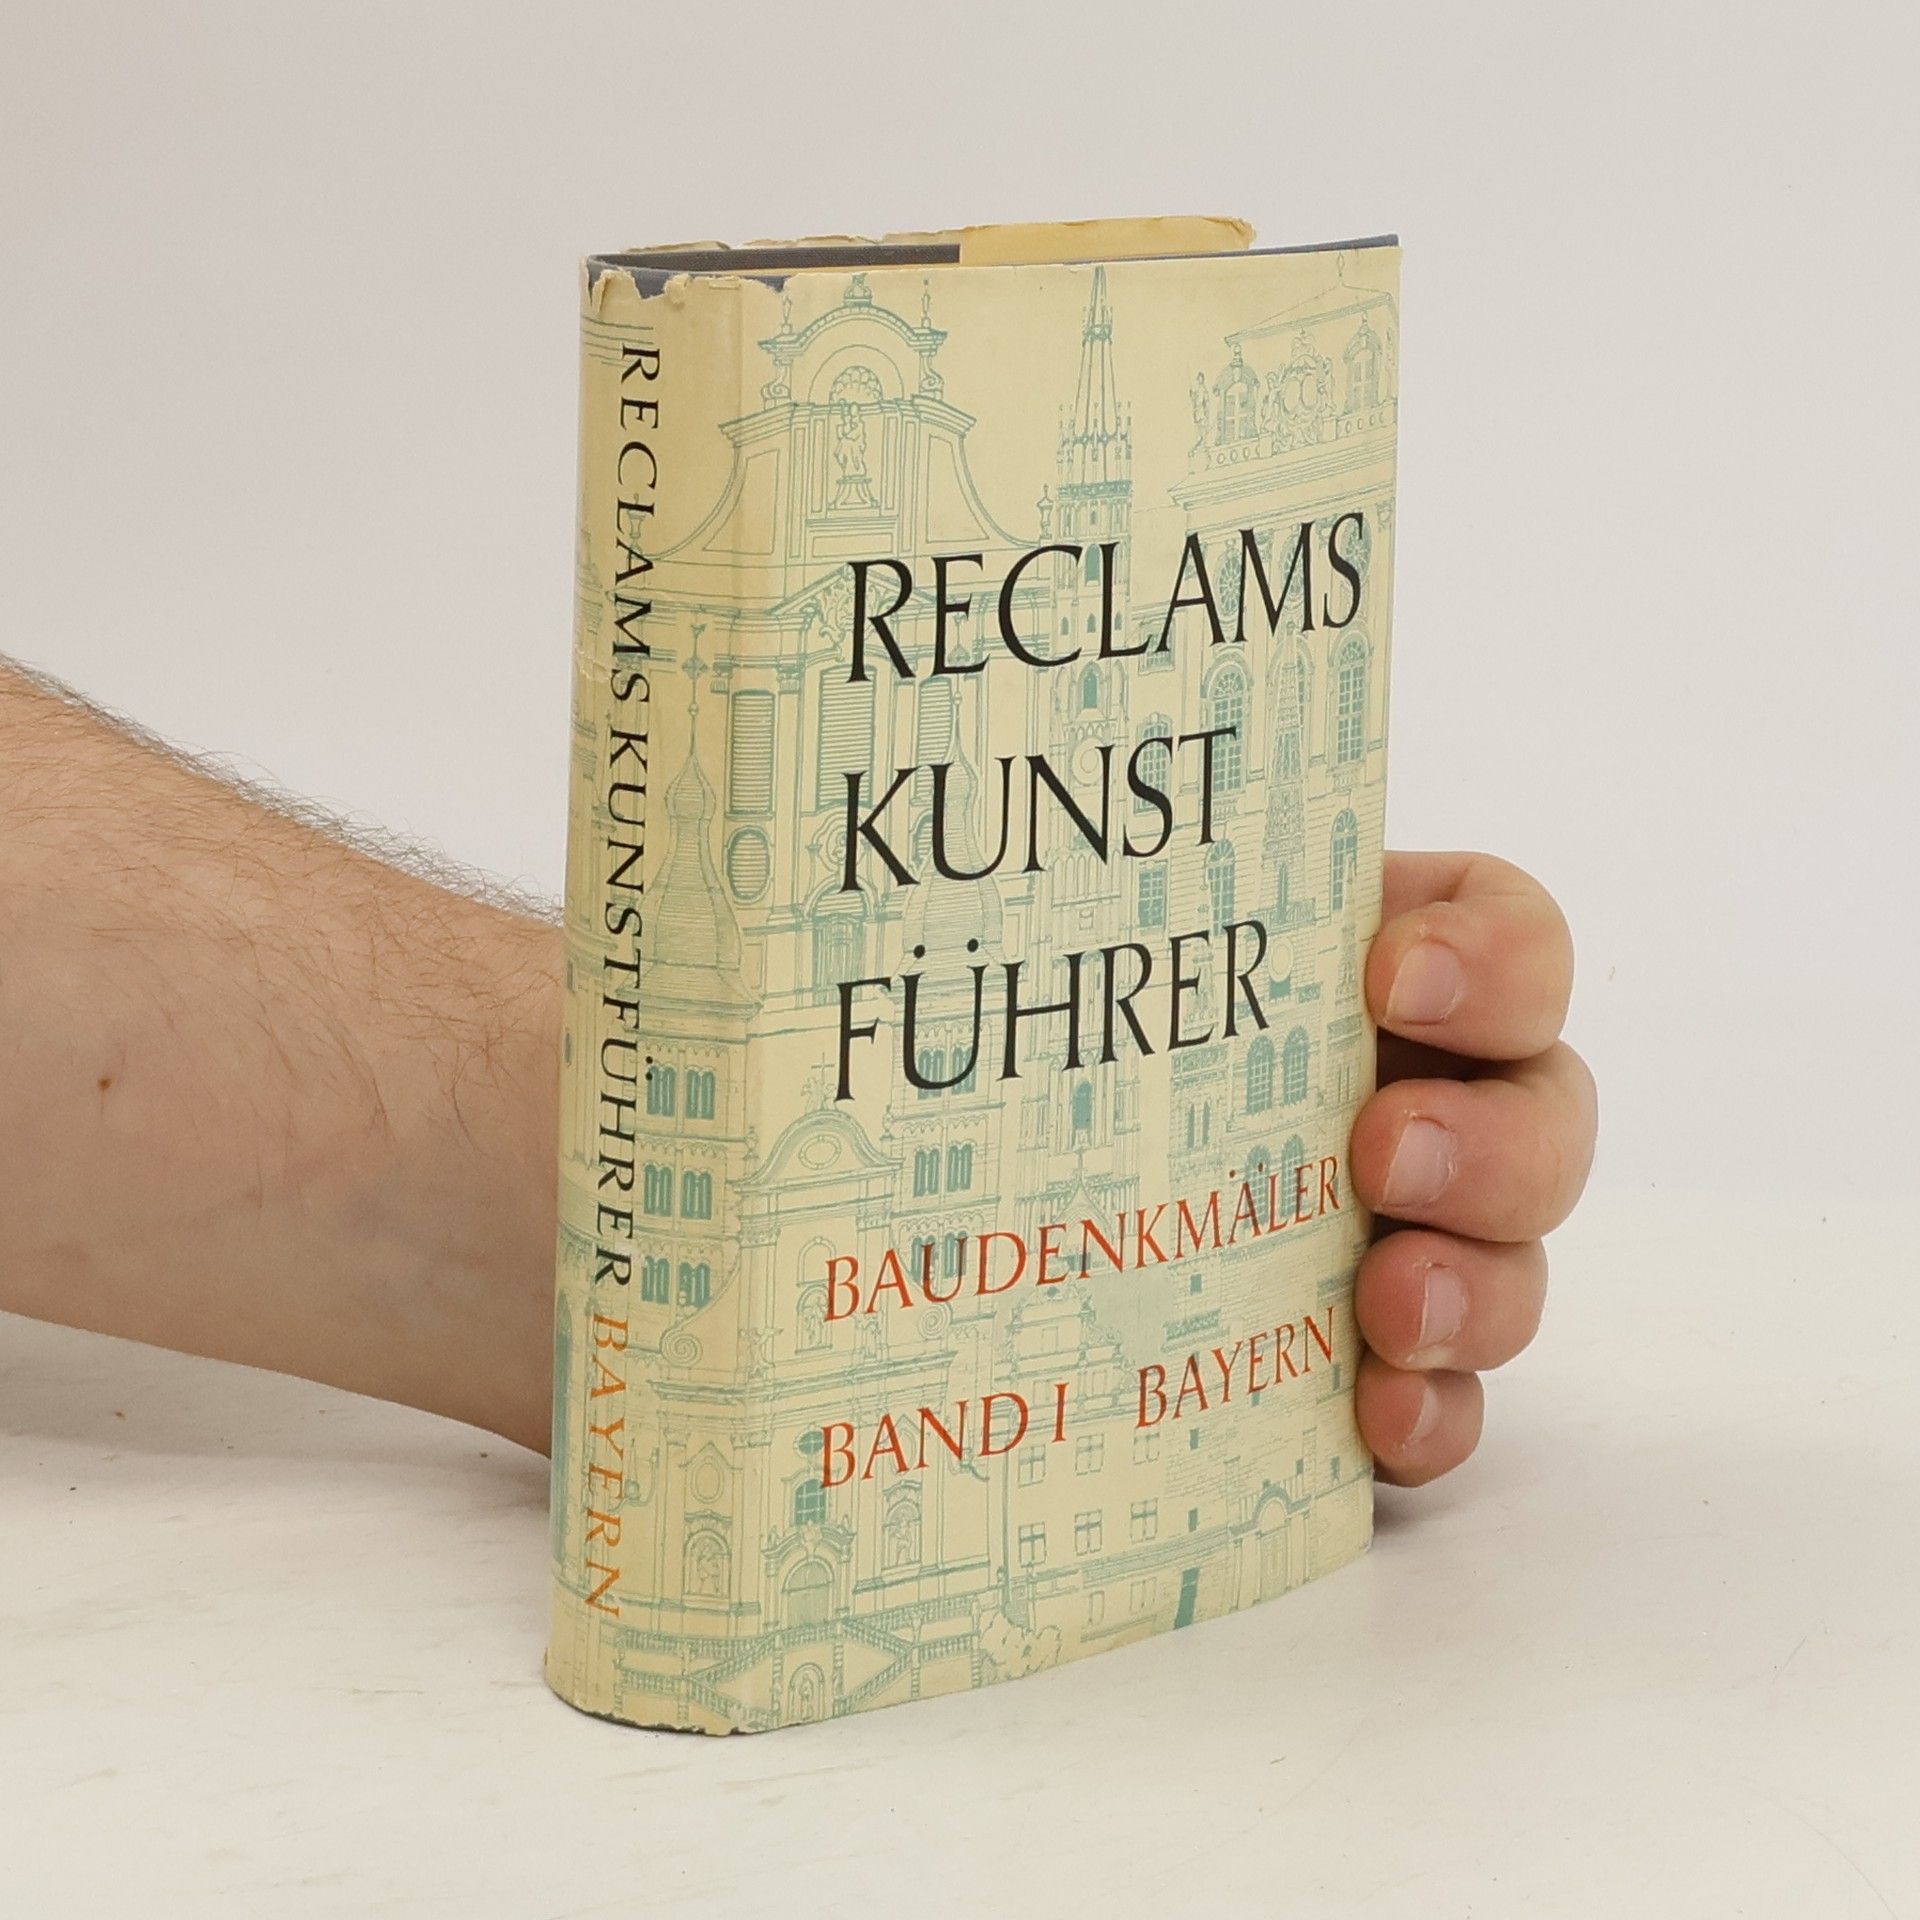 RECLAMS KUNSTFÜHRER BAYERN
RECLAMS
KUNST
FÜHRER
BAUDENKMÄLER
BAND I BAYERN